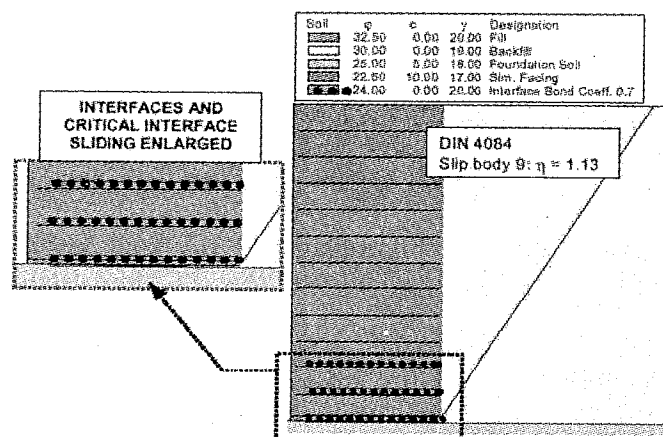 Soil φ c γ Designation
32.50 0.00 20.00 Fill
30.00 0.00 19.00 Backfill
25.00 5.00 18.00 Foundation Soil
22.50 10.00 17.00 Sim. Facing
24.00 0.00 20.00 Interface Bond Coeff. 0.7
INTERFACES AND
CRITICAL INTERFACE
SLIDING ENLARGED
DIN 4084
Slip body 9: η = 1.13